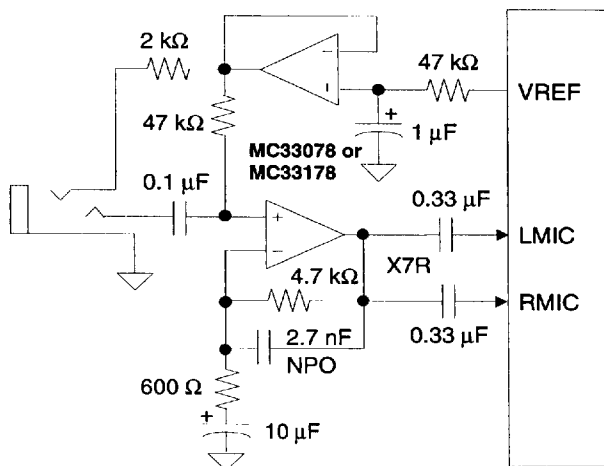 2 kΩ
47 kΩ
VREF
47 kΩ
+
1 µF
MC33078 or
MC33178
0.1 µF
0.33 µF
+
−
LMIC
X7R
4.7 kΩ
RMIC
0.33 µF
2.7 nF
NPO
600 Ω
+
10 µF